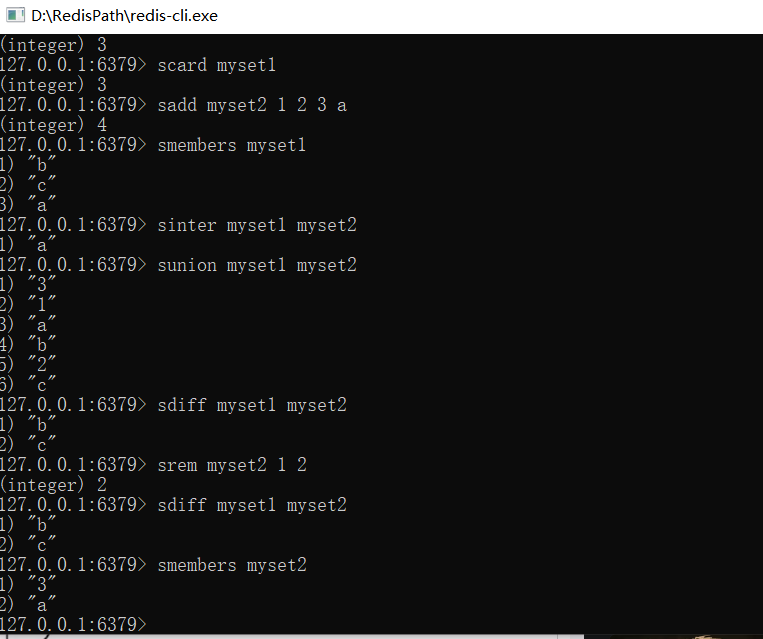 D:\RedisPath\redis-cli.exe
(integer) 3
127.0.0.1:6379> scard myset1
(integer) 3
127.0.0.1:6379> sadd myset2 1 2 3 a
(integer) 4
127.0.0.1:6379> smembers myset1
1) "b"
2) "c"
3) "a"
127.0.0.1:6379> sinter myset1 myset2
1) "a"
127.0.0.1:6379> sunion myset1 myset2
1) "3"
2) "1"
3) "a"
4) "b"
5) "2"
6) "c"
127.0.0.1:6379> sdiff myset1 myset2
1) "b"
2) "c"
127.0.0.1:6379> srem myset2 1 2
(integer) 2
127.0.0.1:6379> sdiff myset1 myset2
1) "b"
2) "c"
127.0.0.1:6379> smembers myset2
1) "3"
2) "a"
127.0.0.1:6379>